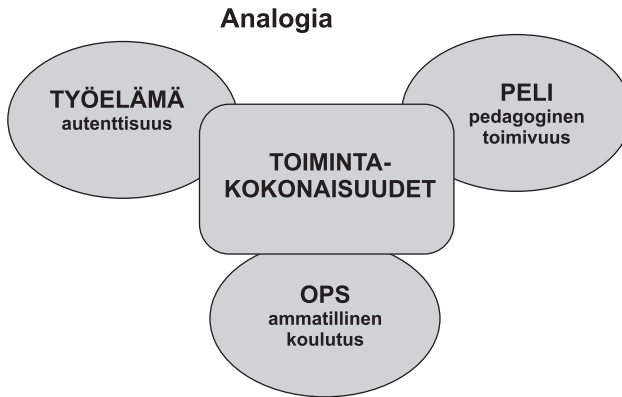 Analogia
TYÖELÄMÄ
autenttisuus
PELI
pedagoginen
toimivuus
TOIMINTA-
KOKONAISUUDET
OPS
ammatillinen
koulutus